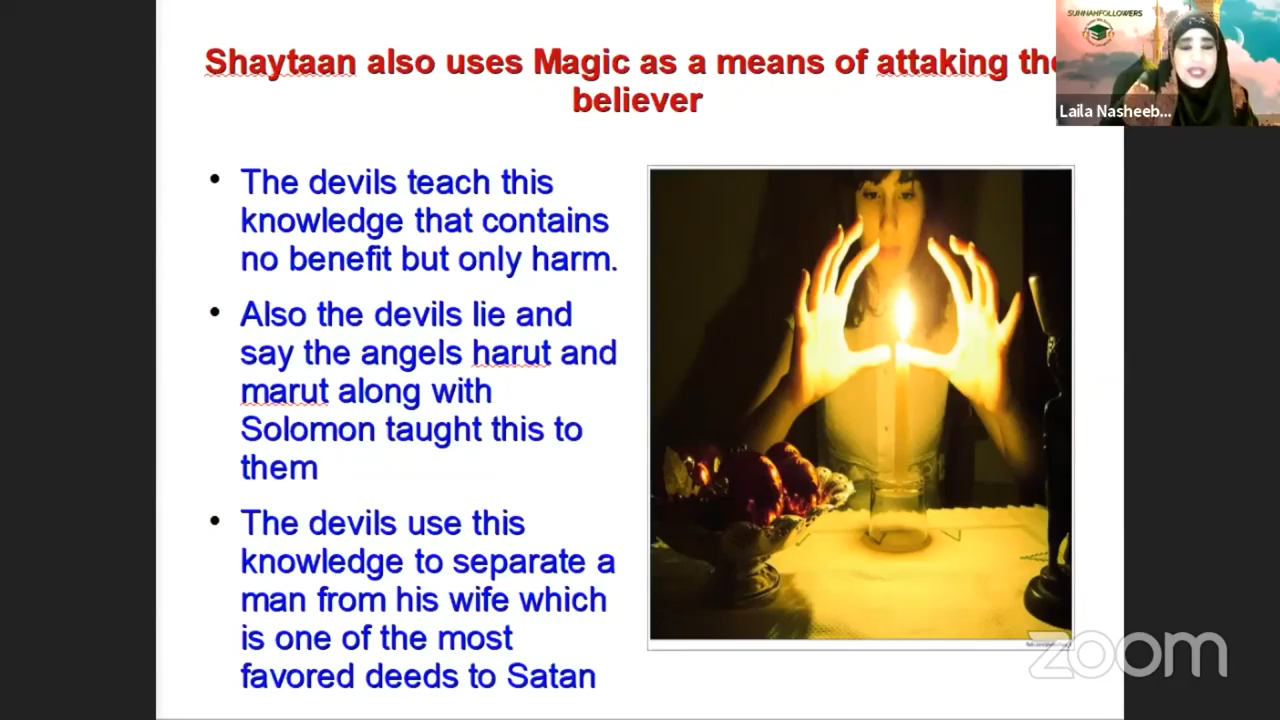 Shaytaan also uses Magic as a means of attaking the
believer
SUNNAHFOLLOWERS
Laila Nasheeb...
• The devils teach this
knowledge that contains
no benefit but only harm.
• Also the devils lie and
say the angels harut and
marut along with
Solomon taught this to
them
• The devils use this
knowledge to separate a
man from his wife which
is one of the most
favored deeds to Satan
zoom